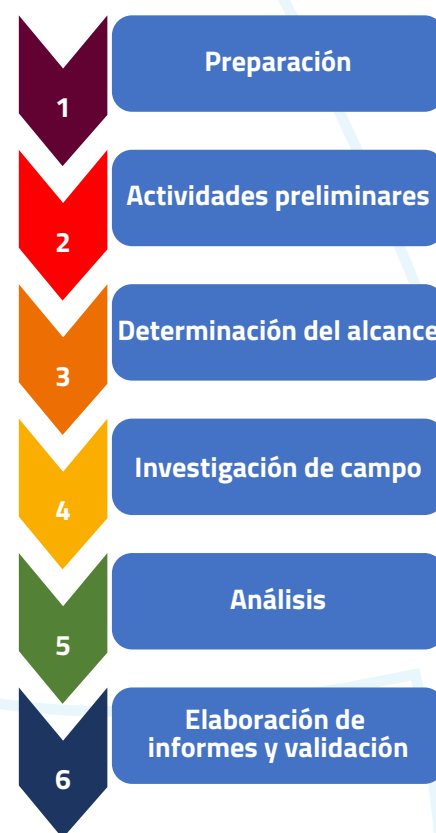 Preparación
1
Actividades preliminares
2
Determinación del alcance
3
Investigación de campo
4
Análisis
5
Elaboración de
informes y validación
6